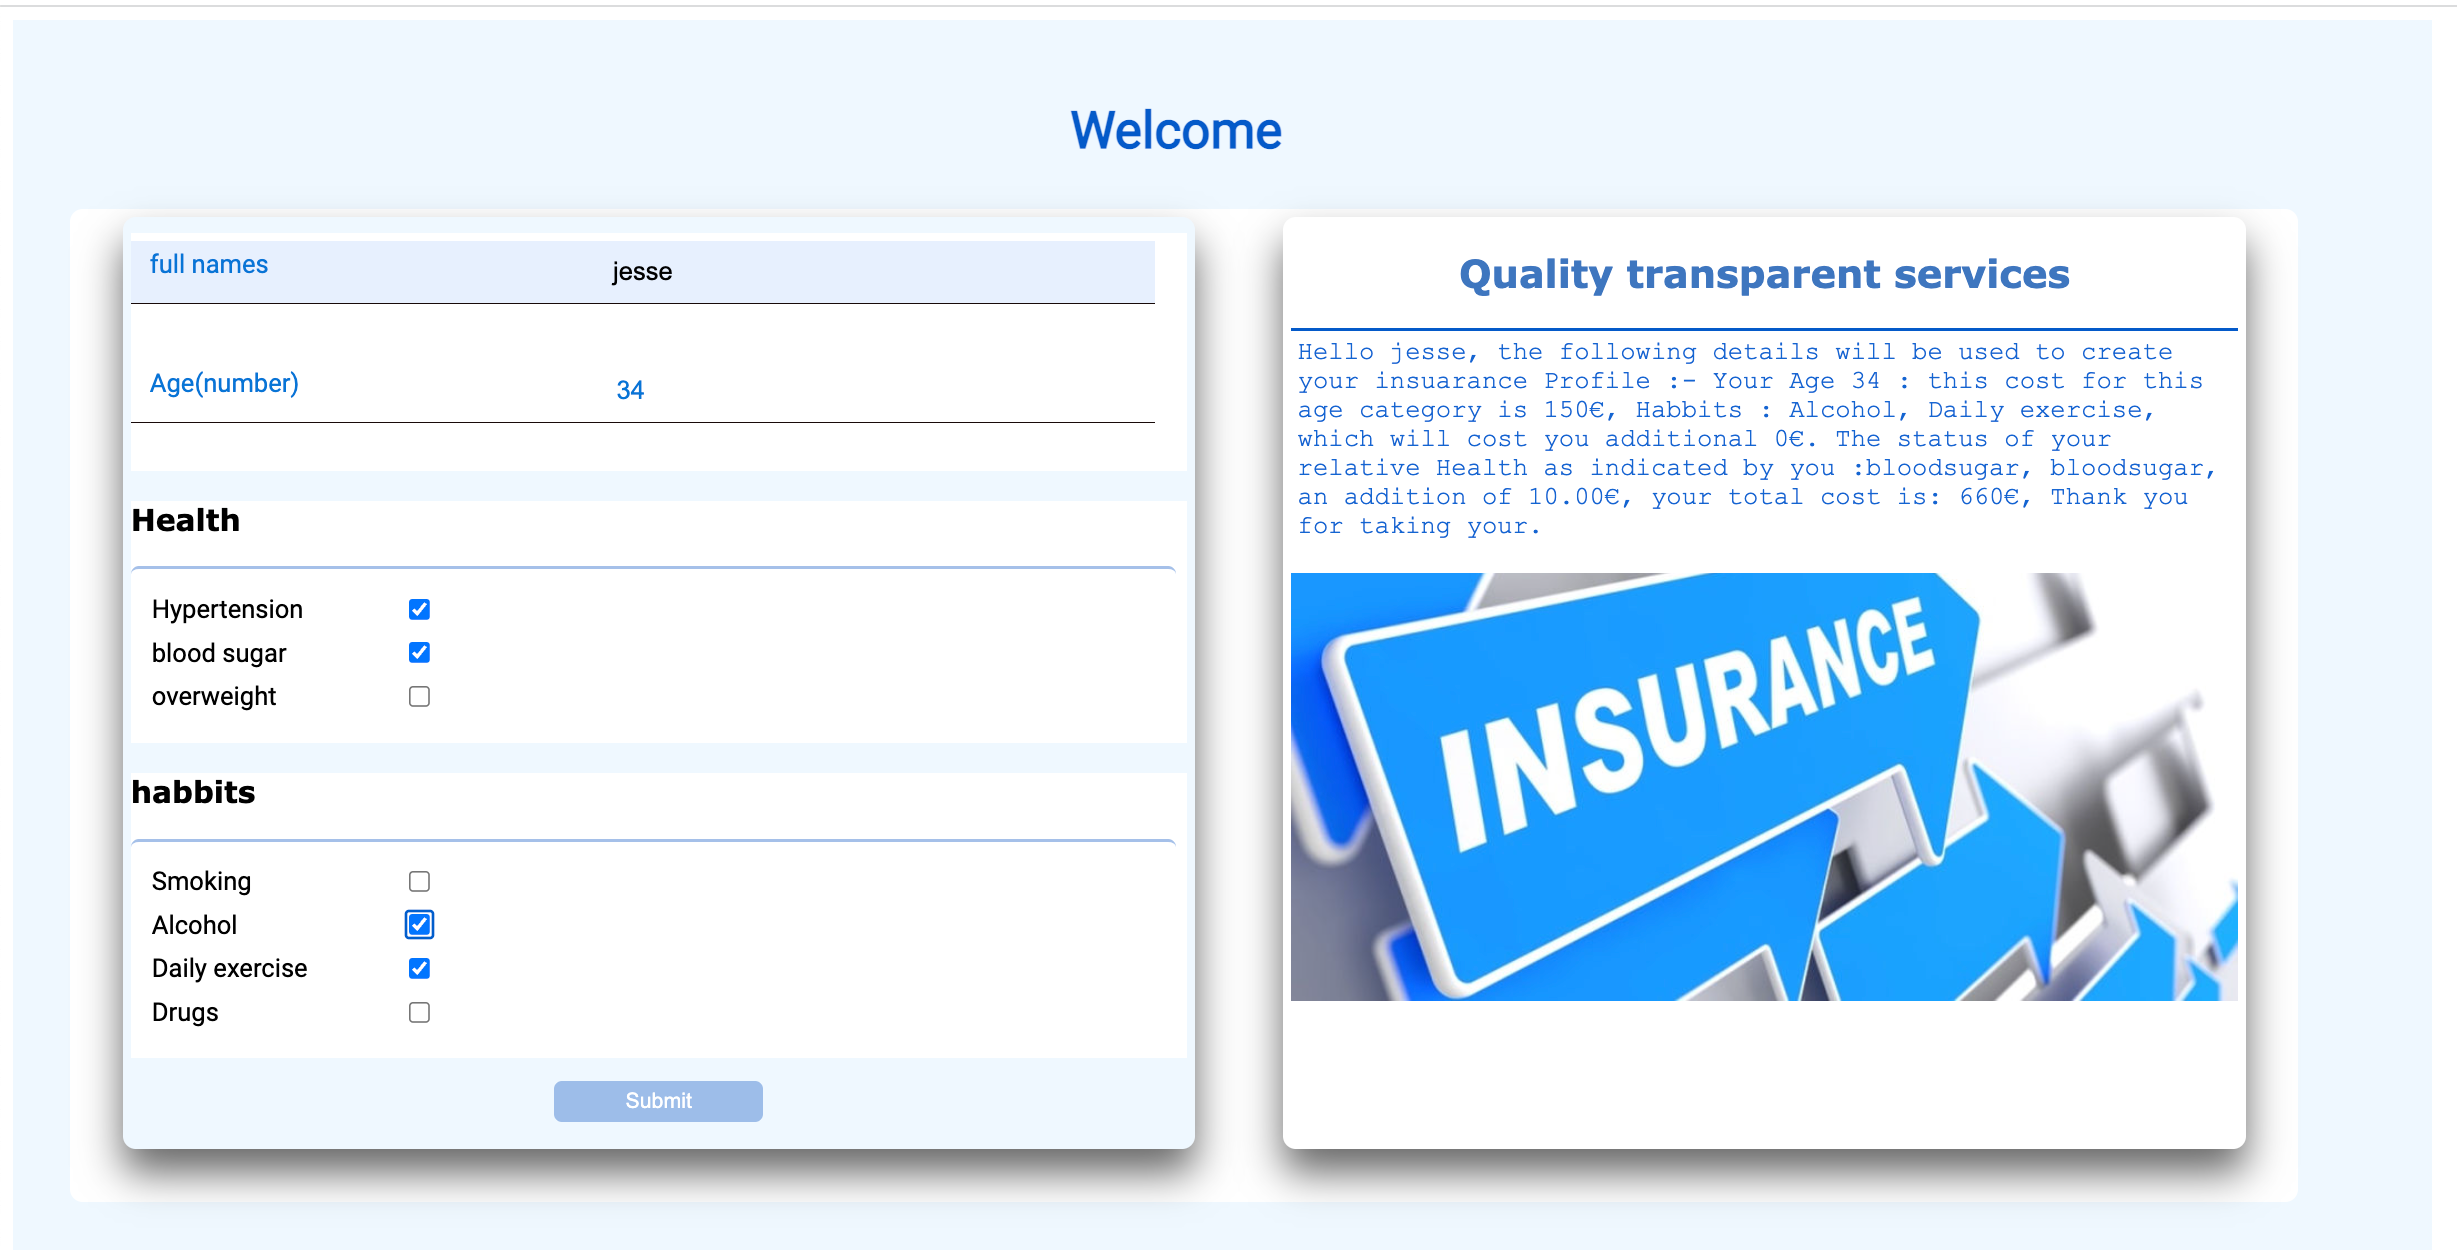 Welcome
full names
jesse
Age(number)
34
Health
Hypertension
blood sugar
overweight
habbits
Smoking
Alcohol
Daily exercise
Drugs
Submit
Quality transparent services
Hello jesse, the following details will be used to create
your insuarance Profile :- Your Age 34 : this cost for this
age category is 150€, Habbits : Alcohol, Daily exercise,
which will cost you additional 0€. The status of your
relative Health as indicated by you :bloodsugar, bloodsugar,
an addition of 10.00€, your total cost is: 660€, Thank you
for taking your.
INSURANCE